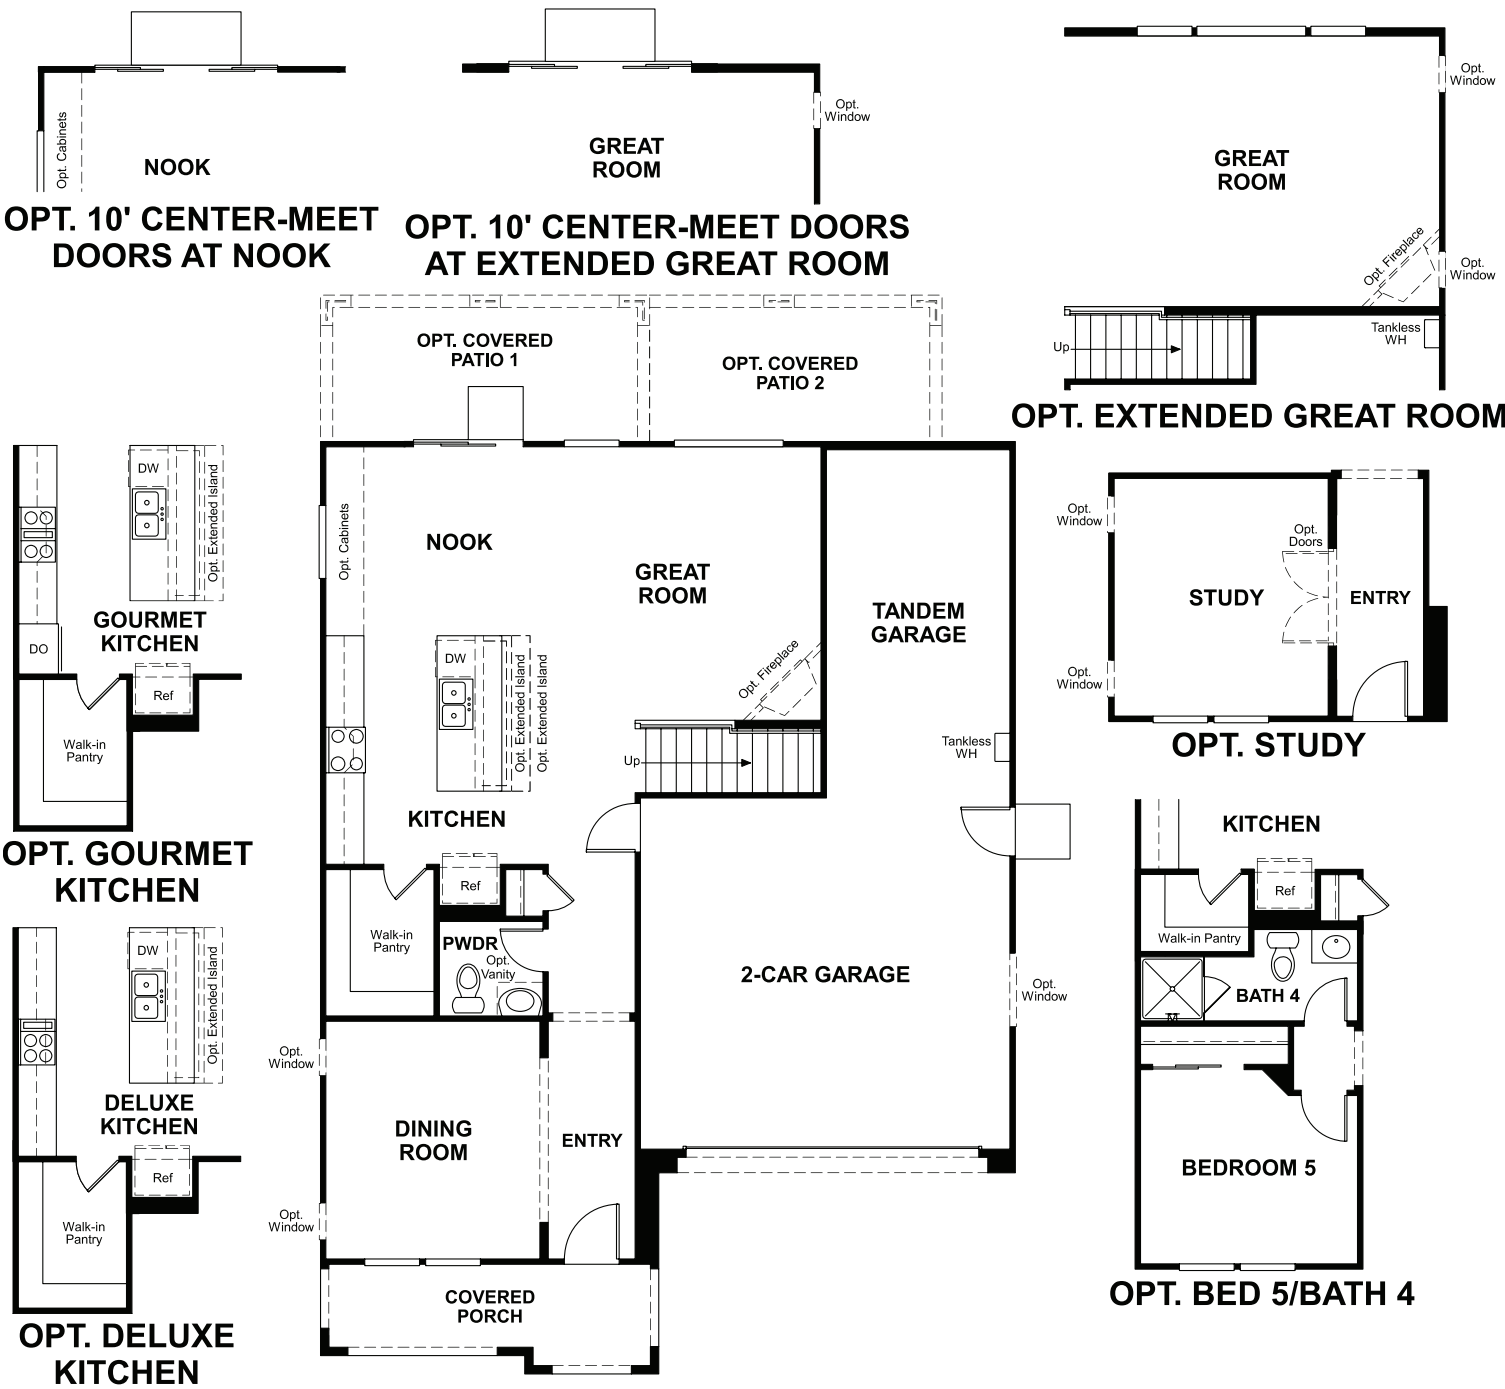 Opt. Cabinets
NOOK
OPT. 10' CENTER-MEET
DOORS AT NOOK
GREAT
ROOM
Opt.
Window
OPT. 10' CENTER-MEET DOORS
AT EXTENDED GREAT ROOM
GREAT
ROOM
Opt.
Window
Opt. Fireplace
Opt.
Window
Tankless
WH
Up
OPT. EXTENDED GREAT ROOM
DW
Opt. Extended Island
GOURMET
KITCHEN
DO
Ref
Walk-in
Pantry
OPT. GOURMET
KITCHEN
DW
Opt. Extended Island
DELUXE
KITCHEN
Ref
Walk-in
Pantry
OPT. DELUXE
KITCHEN
OPT. COVERED
PATIO 1
OPT. COVERED
PATIO 2
Opt. Cabinets
NOOK
GREAT
ROOM
TANDEM
GARAGE
DW
Opt. Extended Island
Opt. Extended Island
Opt. Fireplace
Up
Tankless
WH
KITCHEN
Ref
Walk-in
Pantry
PWDR
Opt.
Vanity
2-CAR GARAGE
Opt.
Window
Opt.
Window
DINING
ROOM
ENTRY
Opt.
Window
COVERED
PORCH
Opt.
Window
Opt.
Doors
STUDY
ENTRY
Opt.
Window
OPT. STUDY
KITCHEN
Ref
Walk-in Pantry
BATH 4
BEDROOM 5
OPT. BED 5/BATH 4